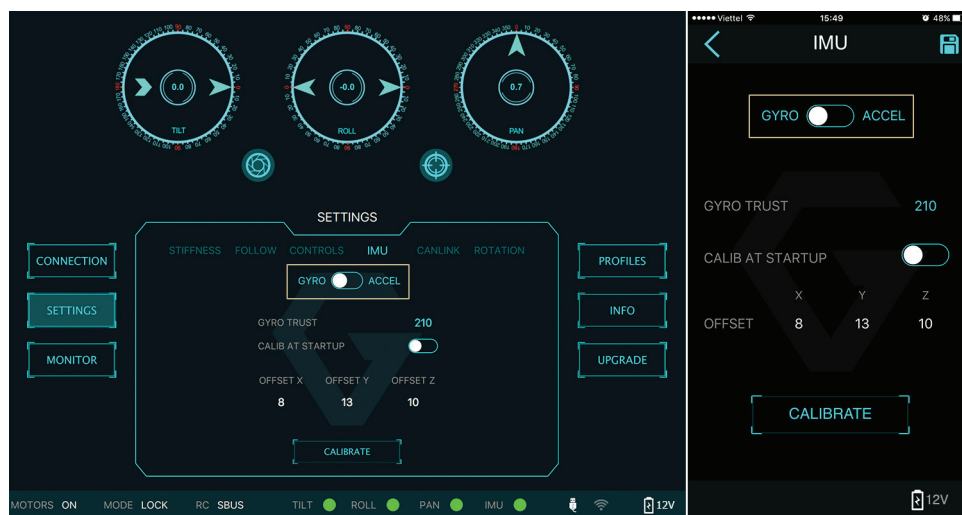 0.0
TILT
-0.0
ROLL
0.7
PAN
SETTINGS
STIFFNESS FOLLOW CONTROLS IMU CANLINK ROTATION
GYRO ACCEL
GYRO TRUST 210
CALIB AT STARTUP
OFFSET X OFFSET Y OFFSET Z
8 13 10
CALIBRATE
CONNECTION
SETTINGS
MONITOR
PROFILES
INFO
UPGRADE
MOTORS ON MODE LOCK RC SBUS TILT ROLL PAN IMU 12V
Viettel 15:49 48%
IMU
GYRO ACCEL
GYRO TRUST 210
CALIB AT STARTUP
X Y Z
OFFSET 8 13 10
CALIBRATE
12V